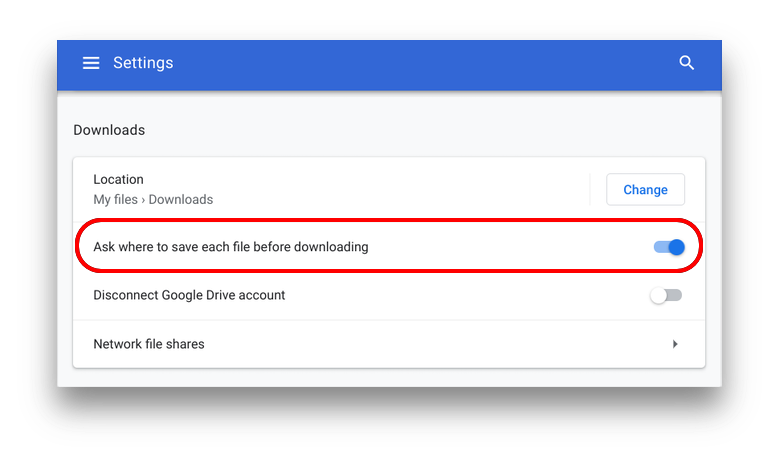 Settings
Downloads
Location
Change
My files › Downloads
Ask where to save each file before downloading
Disconnect Google Drive account
Network file shares